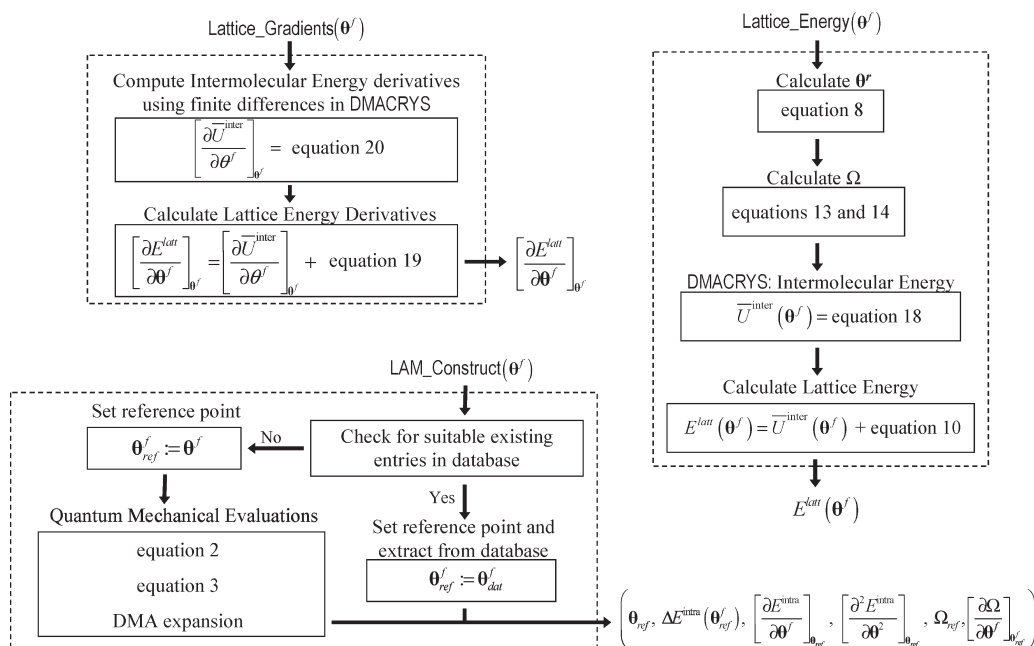 Lattice_Gradients(θ^f)
Compute Intermolecular Energy derivatives
using finite differences in DMACRYS
[∂U̅^inter / ∂θ^f]_θ^f = equation 20
Calculate Lattice Energy Derivatives
[∂E^latt / ∂θ^f]_θ^f = [∂U̅^inter / ∂θ^f]_θ^f + equation 19
[∂E^latt / ∂θ^f]_θ^f
Lattice_Energy(θ^f)
Calculate θ^r
equation 8
Calculate Ω
equations 13 and 14
DMACRYS: Intermolecular Energy
U̅^inter(θ^f) = equation 18
Calculate Lattice Energy
E^latt(θ^f) = U̅^inter(θ^f) + equation 10
E^latt(θ^f)
LAM_Construct(θ^f)
Set reference point
θ^f_ref := θ^f
No
Check for suitable existing
entries in database
Yes
Quantum Mechanical Evaluations
equation 2
equation 3
DMA expansion
Set reference point and
extract from database
θ^f_ref := θ^f_dat
(θ_ref, ΔE^intra(θ^f_ref), [∂E^intra / ∂θ^f]_θ_ref, [∂²E^intra / ∂θ²]_θ_ref, Ω_ref, [∂Ω / ∂θ^f]_θ^f_ref)